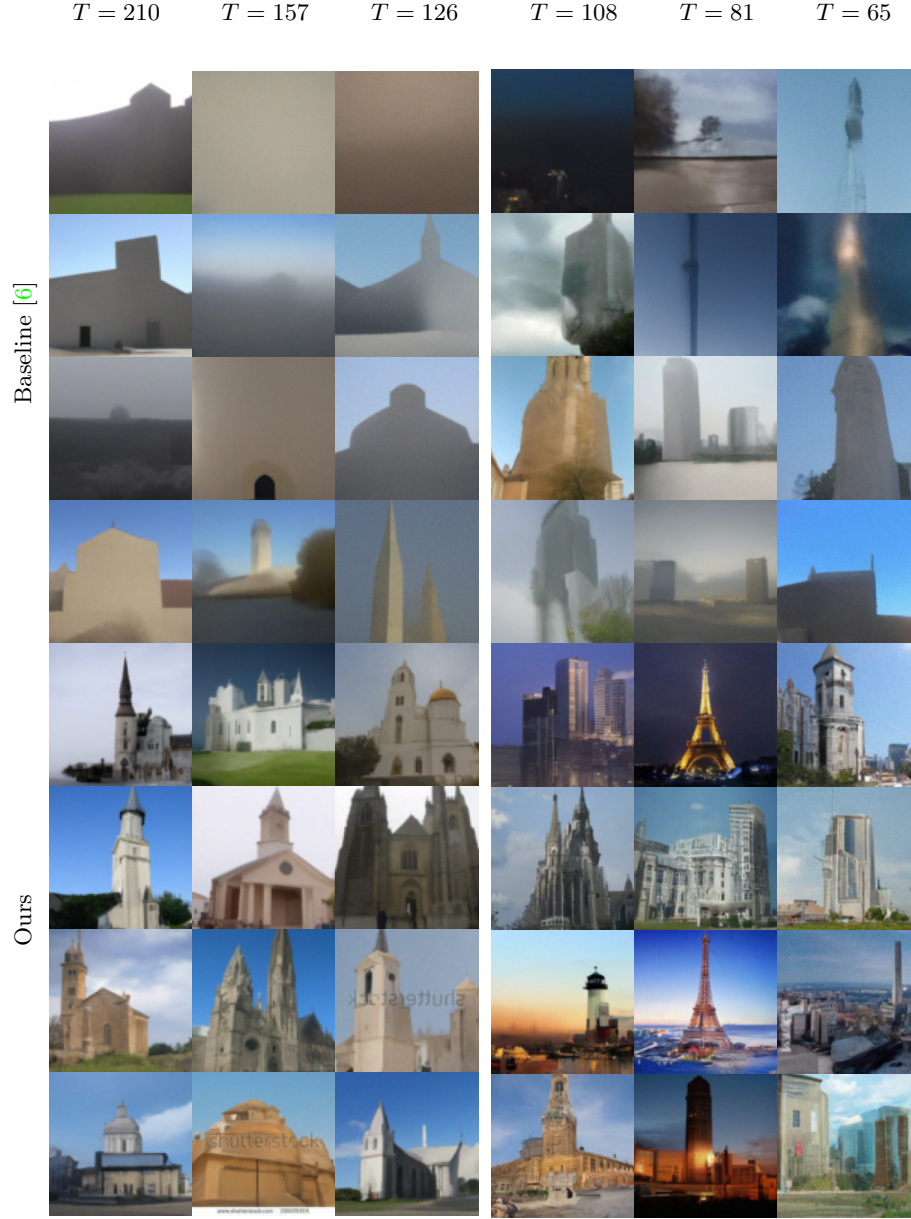 T = 210 T = 157 T = 126 T = 108 T = 81 T = 65
Baseline [6]
Ours
shutterstock
shutterstock